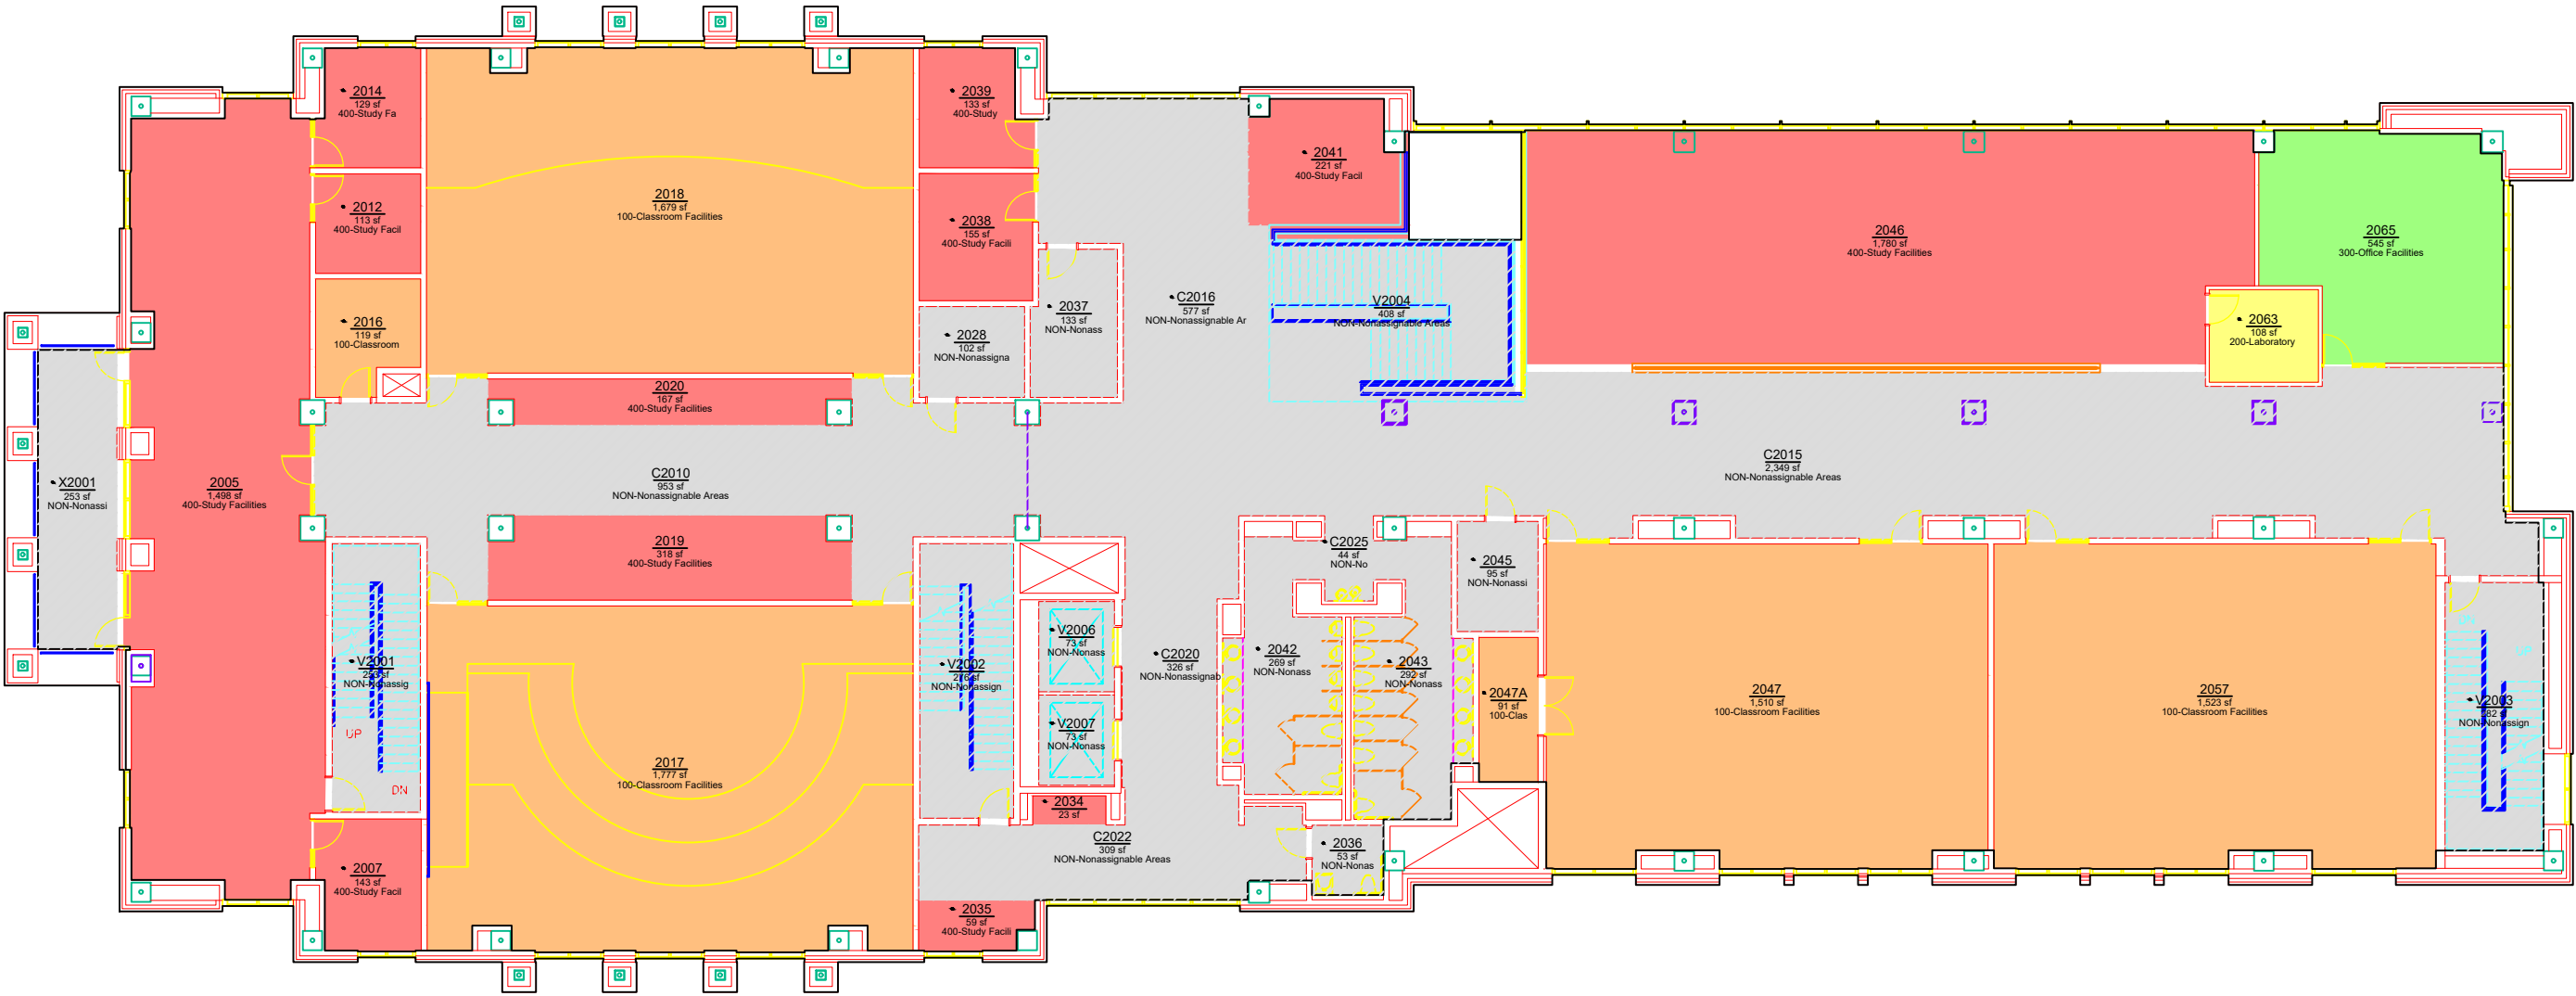 2014
129 sf
400-Study Fa
2039
133 sf
400-Study
2041
221 sf
400-Study Facil
2012
113 sf
400-Study Facil
2018
1,679 sf
100-Classroom Facilities
2038
155 sf
400-Study Facili
2046
1,780 sf
400-Study Facilities
2065
545 sf
300-Office Facilities
2016
119 sf
100-Classroom
2028
102 sf
NON-Nonassigna
2037
133 sf
NON-Nonass
C2016
577 sf
NON-Nonassignable Ar
V2004
408 sf
NON-Nonassignable Areas
2063
108 sf
200-Laboratory
2020
167 sf
400-Study Facilities
X2001
253 sf
NON-Nonassi
2005
1,498 sf
400-Study Facilities
C2010
953 sf
NON-Nonassignable Areas
C2015
2,349 sf
NON-Nonassignable Areas
2019
318 sf
400-Study Facilities
C2025
44 sf
NON-No
2045
95 sf
NON-Nonassi
V2001
NON-Nonassig
UP
DN
V2002
276 sf
NON-Nonassign
V2006
73 sf
NON-Nonass
V2007
73 sf
NON-Nonass
C2020
326 sf
NON-Nonassignab
2042
269 sf
NON-Nonass
2043
292 sf
NON-Nonass
2047A
91 sf
100-Clas
2047
1,510 sf
100-Classroom Facilities
2057
1,523 sf
100-Classroom Facilities
V2003
NON-Nonassign
2017
1,777 sf
100-Classroom Facilities
2034
23 sf
C2022
309 sf
NON-Nonassignable Areas
2036
53 sf
NON-Nonas
2007
143 sf
400-Study Facil
2035
59 sf
400-Study Facili